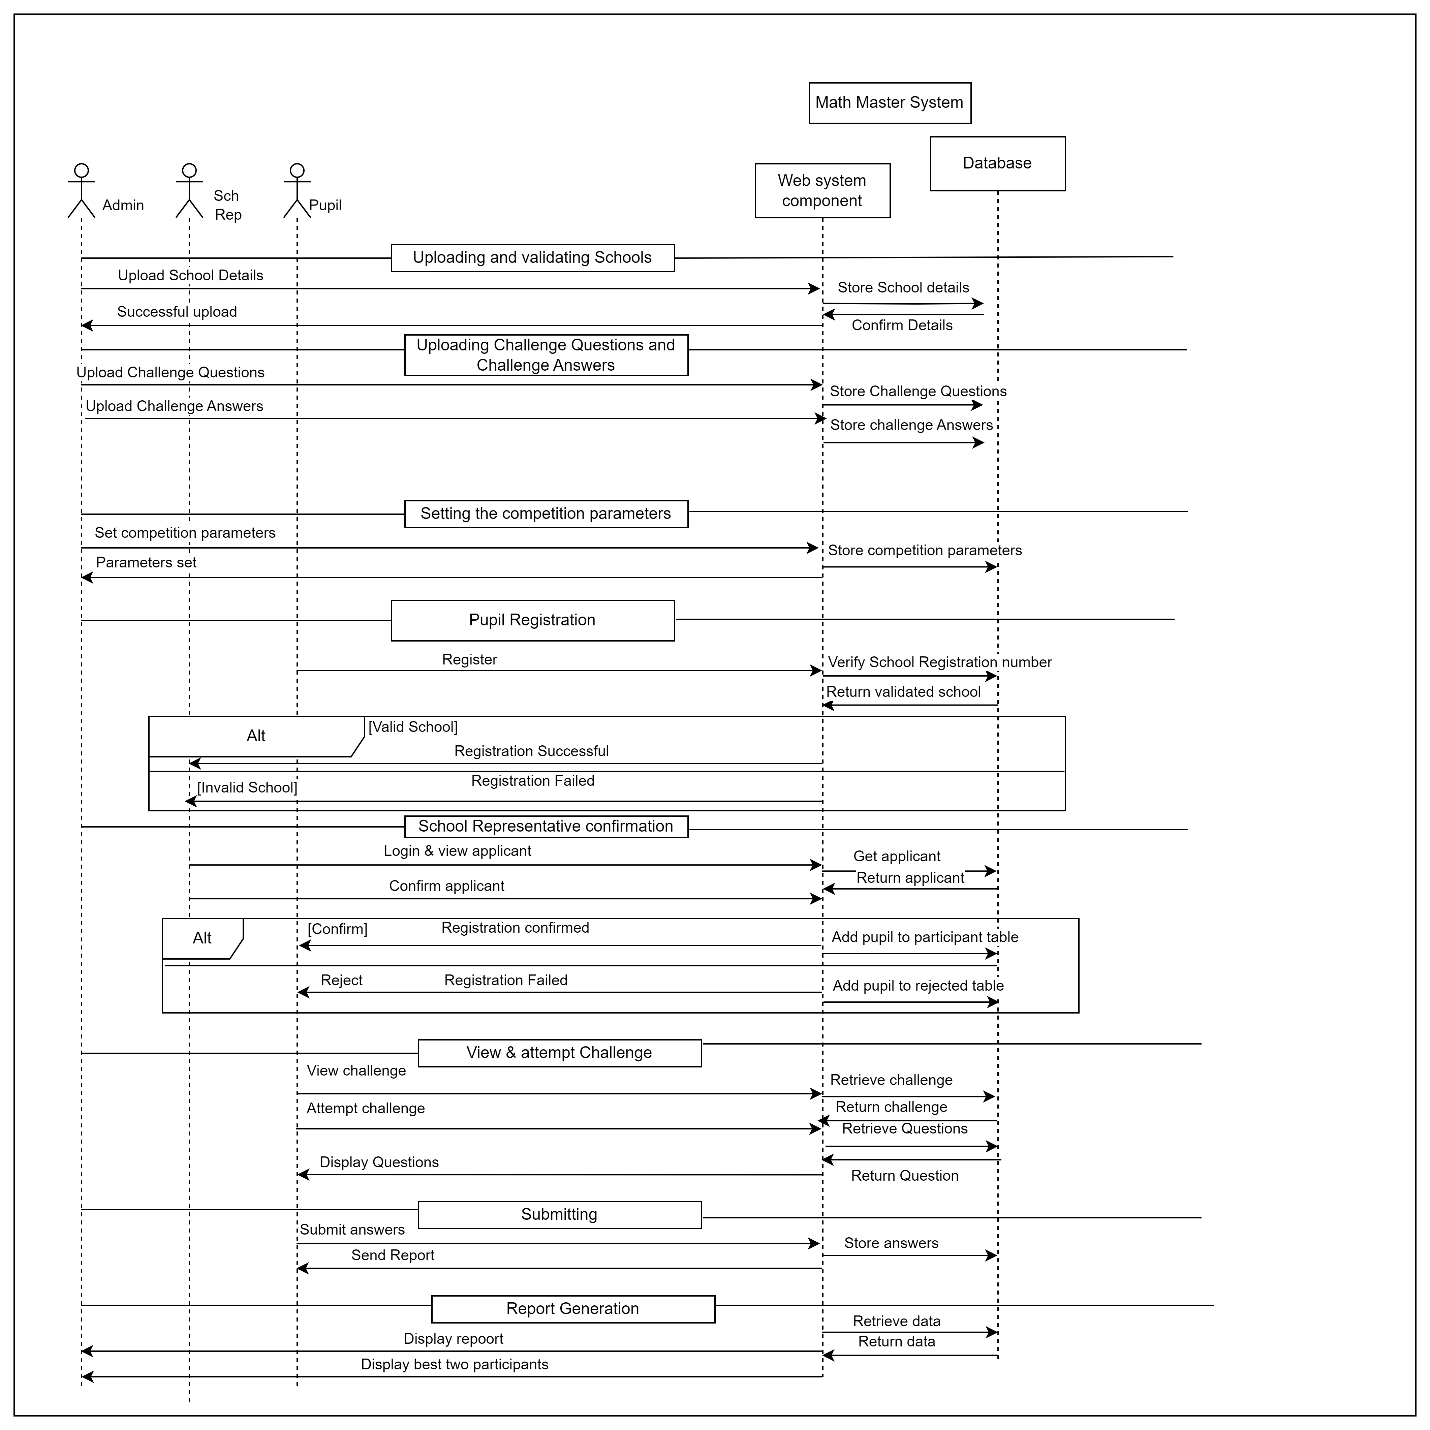 Math Master System
Database
Web system
component
Admin
Sch
Rep
Pupil
Uploading and validating Schools
Upload School Details
Store School details
Successful upload
Confirm Details
Uploading Challenge Questions and
Challenge Answers
Upload Challenge Questions
Store Challenge Questions
Upload Challenge Answers
Store challenge Answers
Setting the competition parameters
Set competition parameters
Store competition parameters
Parameters set
Pupil Registration
Register
Verify School Registration number
Return validated school
Alt
[Valid School]
Registration Successful
Registration Failed
[Invalid School]
School Representative confirmation
Login & view applicant
Get applicant
Return applicant
Confirm applicant
Alt
[Confirm]
Registration confirmed
Add pupil to participant table
Reject
Registration Failed
Add pupil to rejected table
View & attempt Challenge
View challenge
Retrieve challenge
Attempt challenge
Return challenge
Retrieve Questions
Display Questions
Return Question
Submitting
Submit answers
Store answers
Send Report
Report Generation
Retrieve data
Display repoort
Return data
Display best two participants